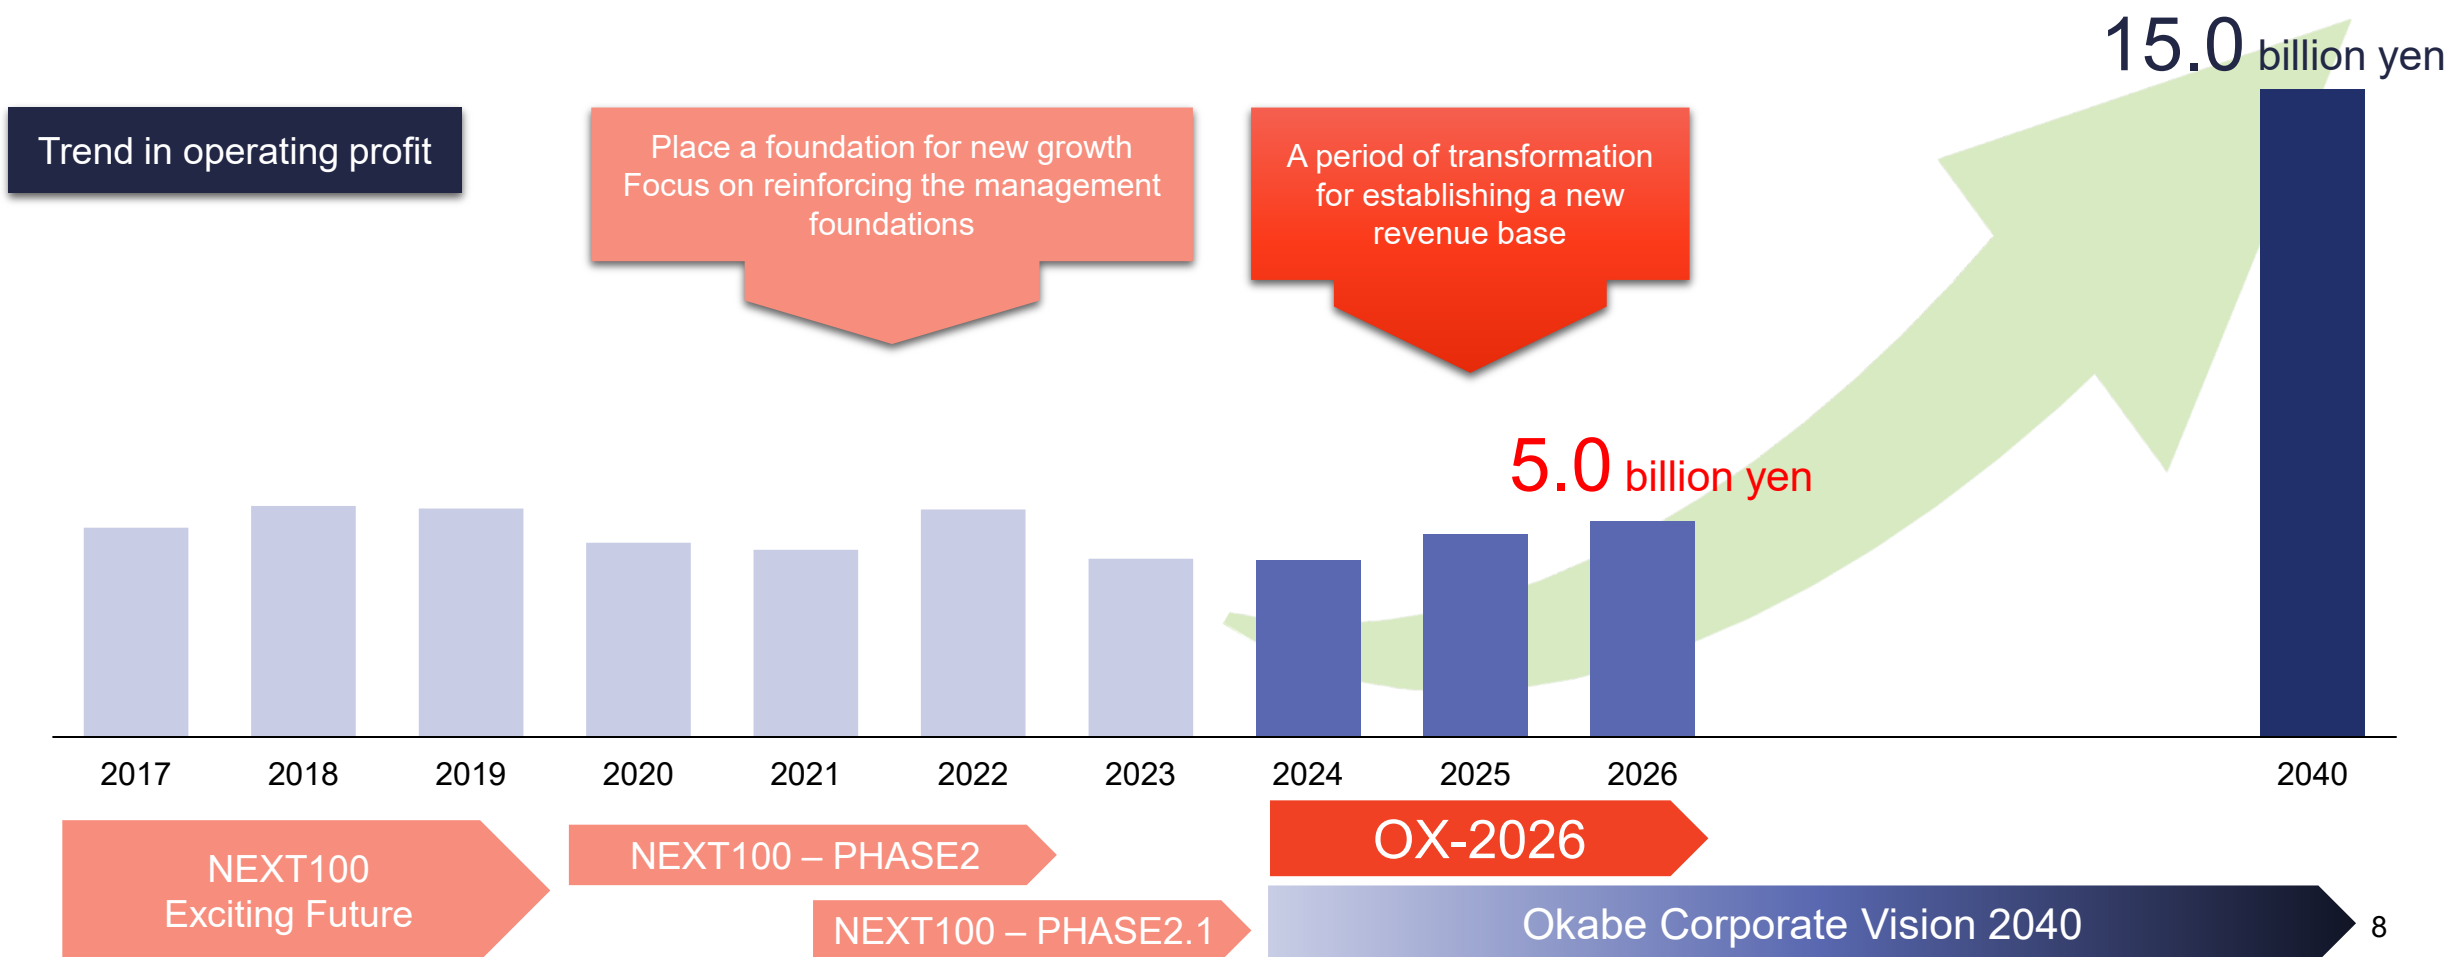 15.0 billion yen
Trend in operating profit
Place a foundation for new growth
Focus on reinforcing the management
foundations
A period of transformation
for establishing a new
revenue base
5.0 billion yen
2017
2018
2019
2020
2021
2022
2023
2024
2025
2026
2040
NEXT100
Exciting Future
NEXT100 – PHASE2
NEXT100 – PHASE2.1
OX-2026
Okabe Corporate Vision 2040
8